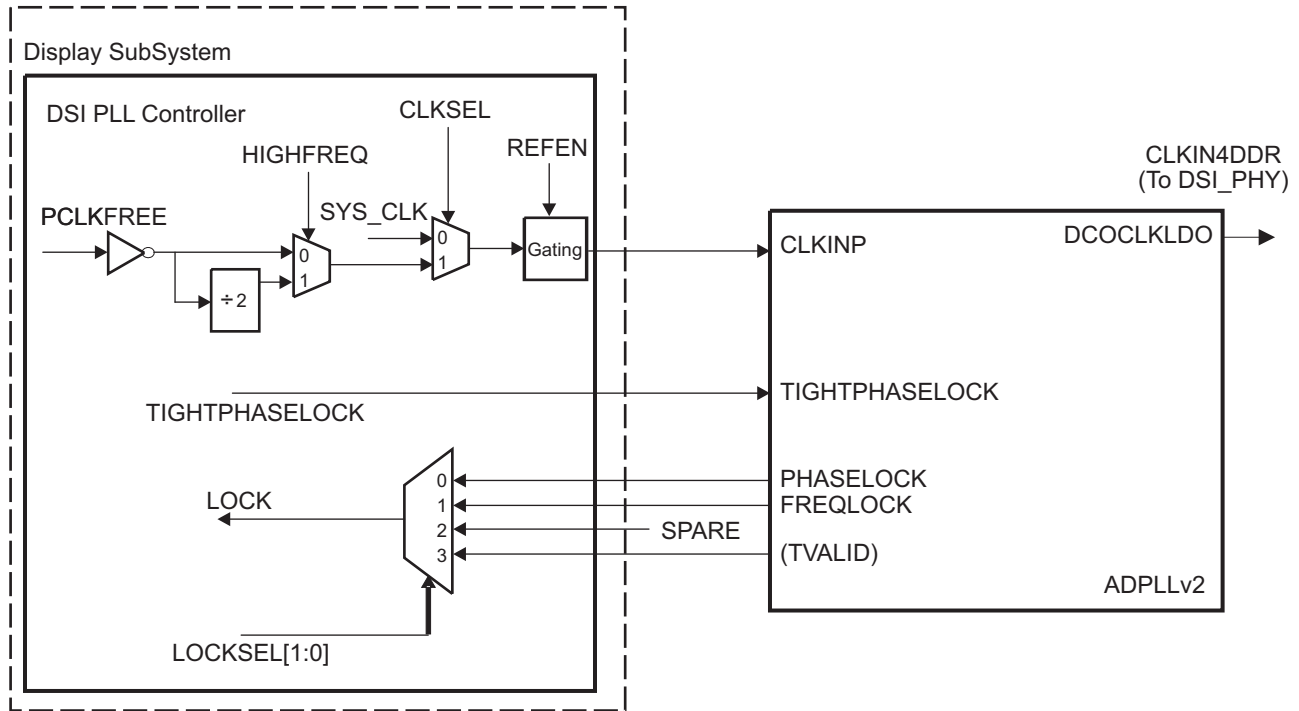 Display SubSystem
DSI PLL Controller
CLKSEL
HIGHFREQ
REFEN
CLKIN4DDR
(To DSI_PHY)
PCLKFREE
SYS_CLK
0
1
0
1
Gating
÷2
CLKINP
DCOCLKLDO
TIGHTPHASELOCK
TIGHTPHASELOCK
PHASELOCK
FREQLOCK
(TVALID)
SPARE
0
1
2
3
LOCK
LOCKSEL[1:0]
ADPLLv2